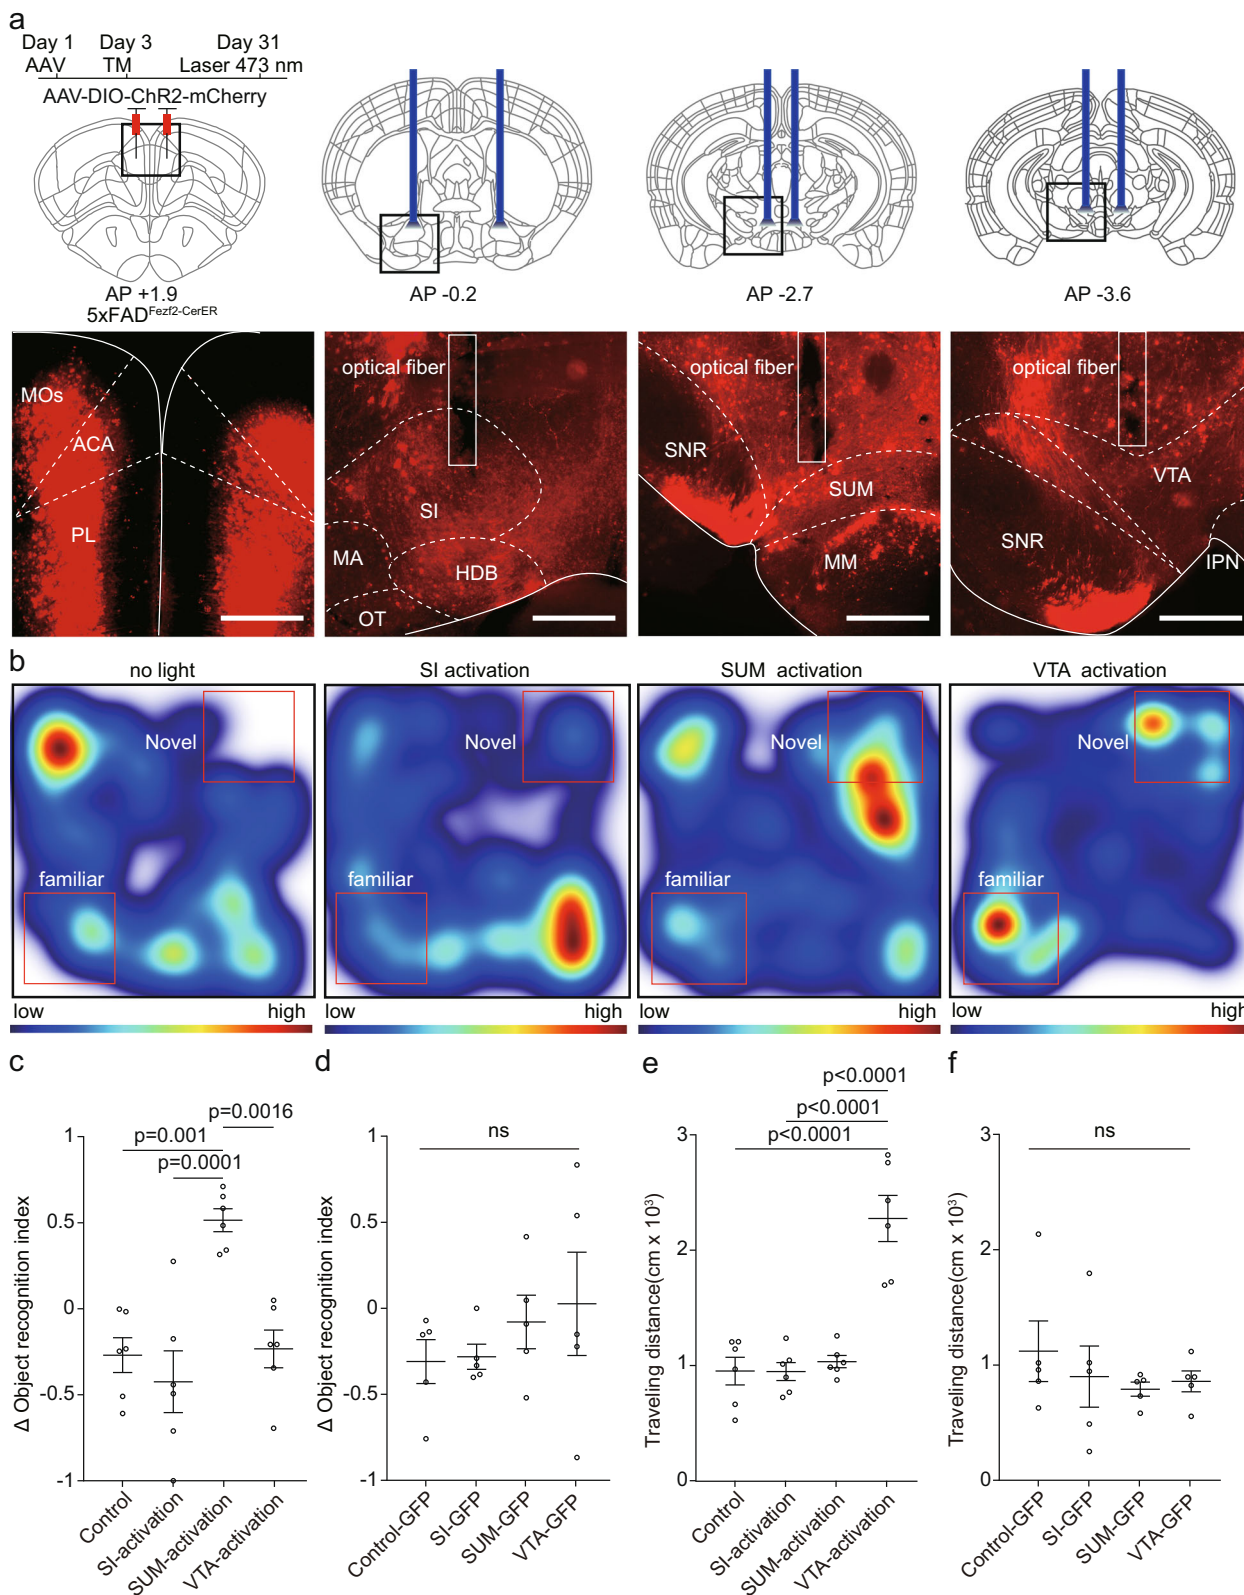 a
Day 1 Day 3 Day 31
AAV TM Laser 473 nm
AAV-DIO-ChR2-mCherry
AP +1.9
5xFAD^Fezf2-CerER
AP -0.2
AP -2.7
AP -3.6
MOs
ACA
PL
optical fiber
SI
MA
HDB
OT
optical fiber
SNR
SUM
MM
optical fiber
VTA
SNR
IPN
b
no light
SI activation
SUM activation
VTA activation
Novel
familiar
Novel
familiar
Novel
familiar
Novel
familiar
low high
low high
low high
low high
c
p=0.0016
p=0.001
p=0.0001
Δ Object recognition index
1
0.5
0
-0.5
-1
Control
SI-activation
SUM-activation
VTA-activation
d
ns
Δ Object recognition index
1
0.5
0
-0.5
-1
Control-GFP
SI-GFP
SUM-GFP
VTA-GFP
e
p<0.0001
p<0.0001
p<0.0001
Traveling distance(cm x 10³)
3
2
1
0
Control
SI-activation
SUM-activation
VTA-activation
f
ns
Traveling distance(cm x 10³)
3
2
1
0
Control-GFP
SI-GFP
SUM-GFP
VTA-GFP